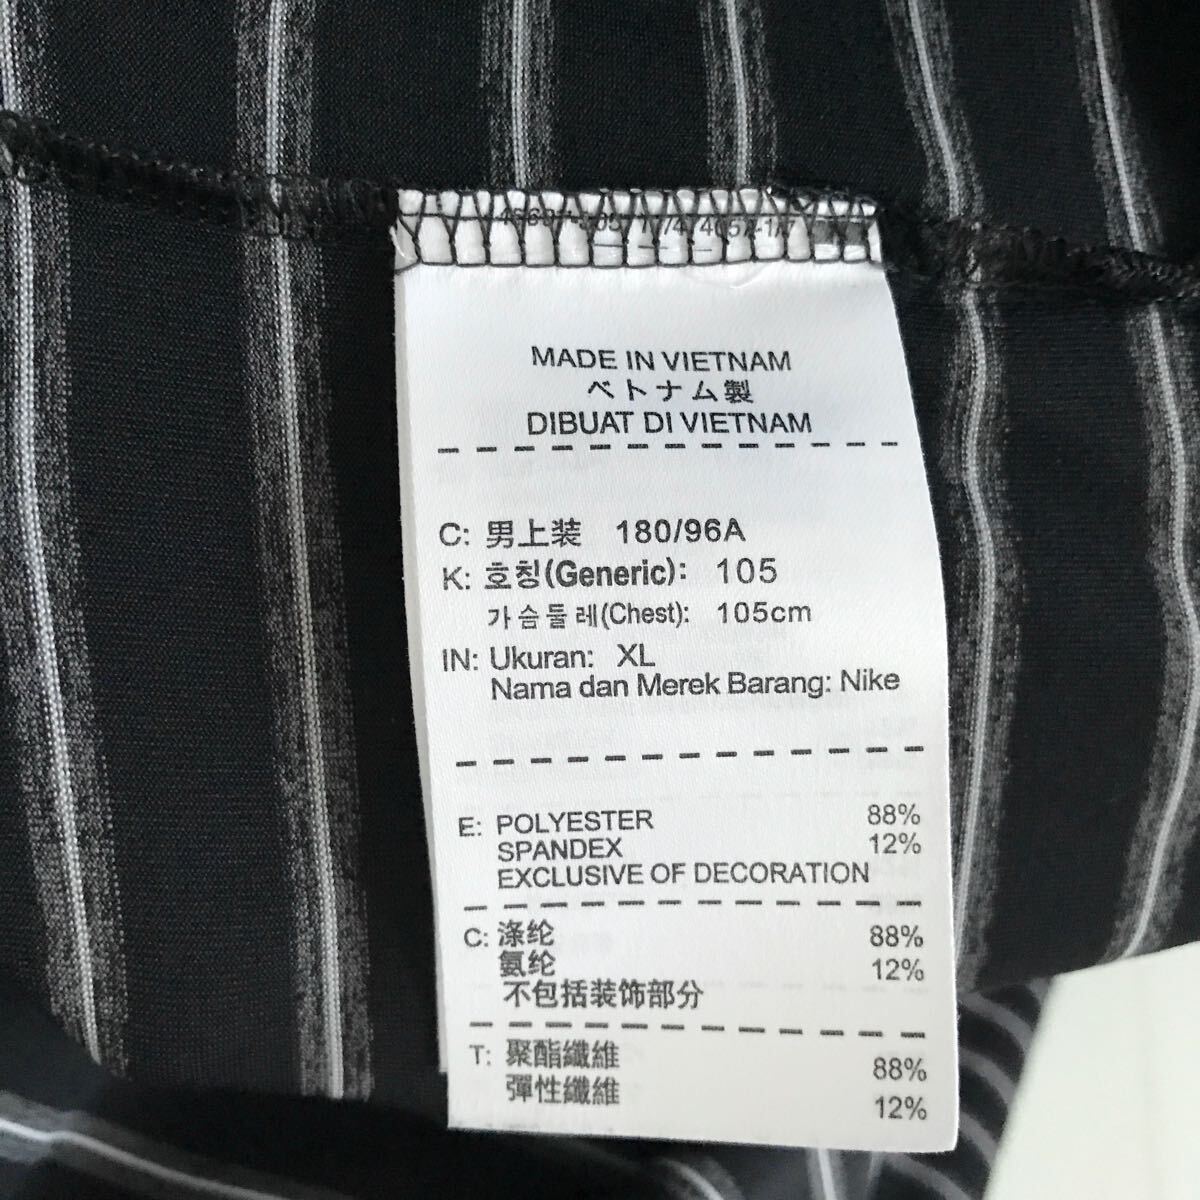 MADE IN VIETNAM
ベトナム製
DIBUAT DI VIETNAM
C: 男上装 180/96A
K: 호칭(Generic): 105
가슴둘레(Chest): 105cm
IN: Ukuran: XL
Nama dan Merek Barang: Nike
E: POLYESTER 88%
SPANDEX 12%
EXCLUSIVE OF DECORATION
C: 涤纶 88%
氨纶 12%
不包括装饰部分
T: 聚酯纖維 88%
彈性纖維 12%